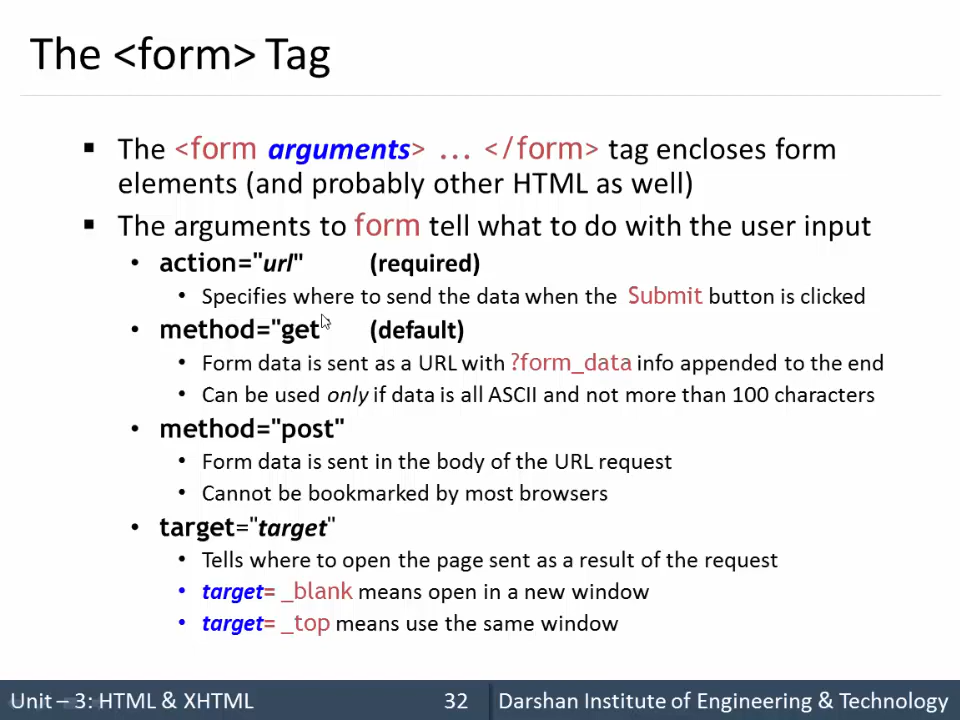 The <form> Tag
The <form arguments> ... </form> tag encloses form
elements (and probably other HTML as well)
The arguments to form tell what to do with the user input
action="url" (required)
Specifies where to send the data when the Submit button is clicked
method="get (default)
Form data is sent as a URL with ?form_data info appended to the end
Can be used only if data is all ASCII and not more than 100 characters
method="post"
Form data is sent in the body of the URL request
Cannot be bookmarked by most browsers
target="target"
Tells where to open the page sent as a result of the request
target= _blank means open in a new window
target= _top means use the same window
Unit – 3: HTML & XHTML 32 Darshan Institute of Engineering & Technology